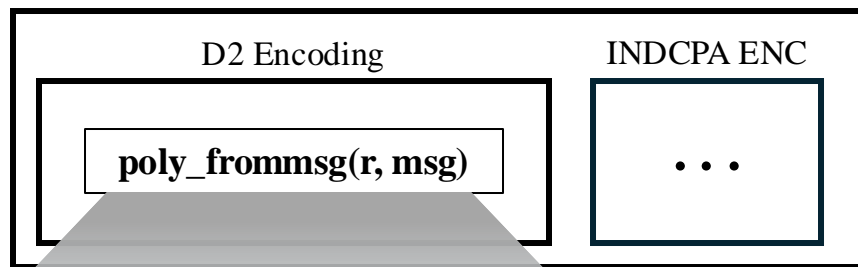 D2 Encoding
INDCPA ENC
poly_frommsg(r, msg)
...